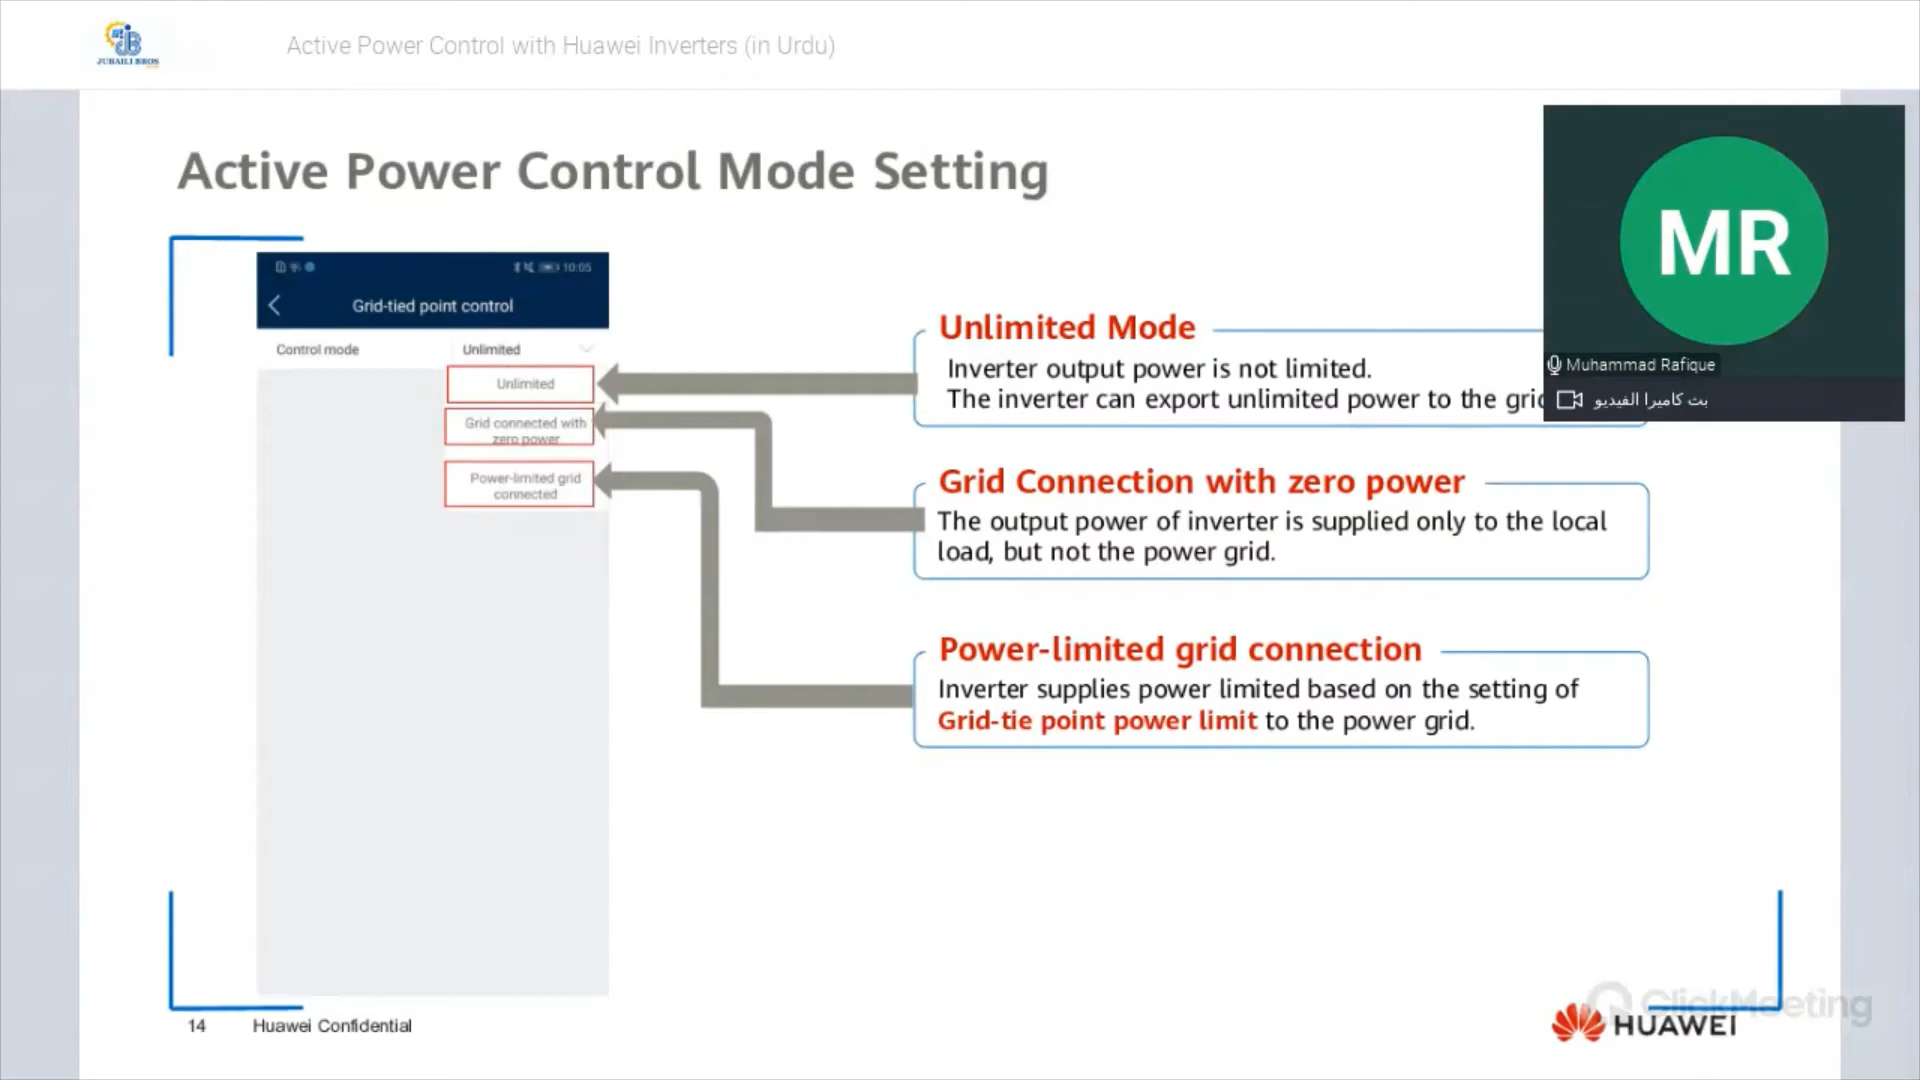 JUBAILI BROS
Active Power Control with Huawei Inverters (in Urdu)
Active Power Control Mode Setting
10:05
Grid-tied point control
Control mode
Unlimited
Unlimited
Grid connected with
zero power
Power-limited grid
connected
Unlimited Mode
Inverter output power is not limited.
The inverter can export unlimited power to the grid
Grid Connection with zero power
The output power of inverter is supplied only to the local
load, but not the power grid.
Power-limited grid connection
Inverter supplies power limited based on the setting of
Grid-tie point power limit to the power grid.
MR
Muhammad Rafique
بث كاميرا الفيديو
14
Huawei Confidential
ClickMeeting
HUAWEI